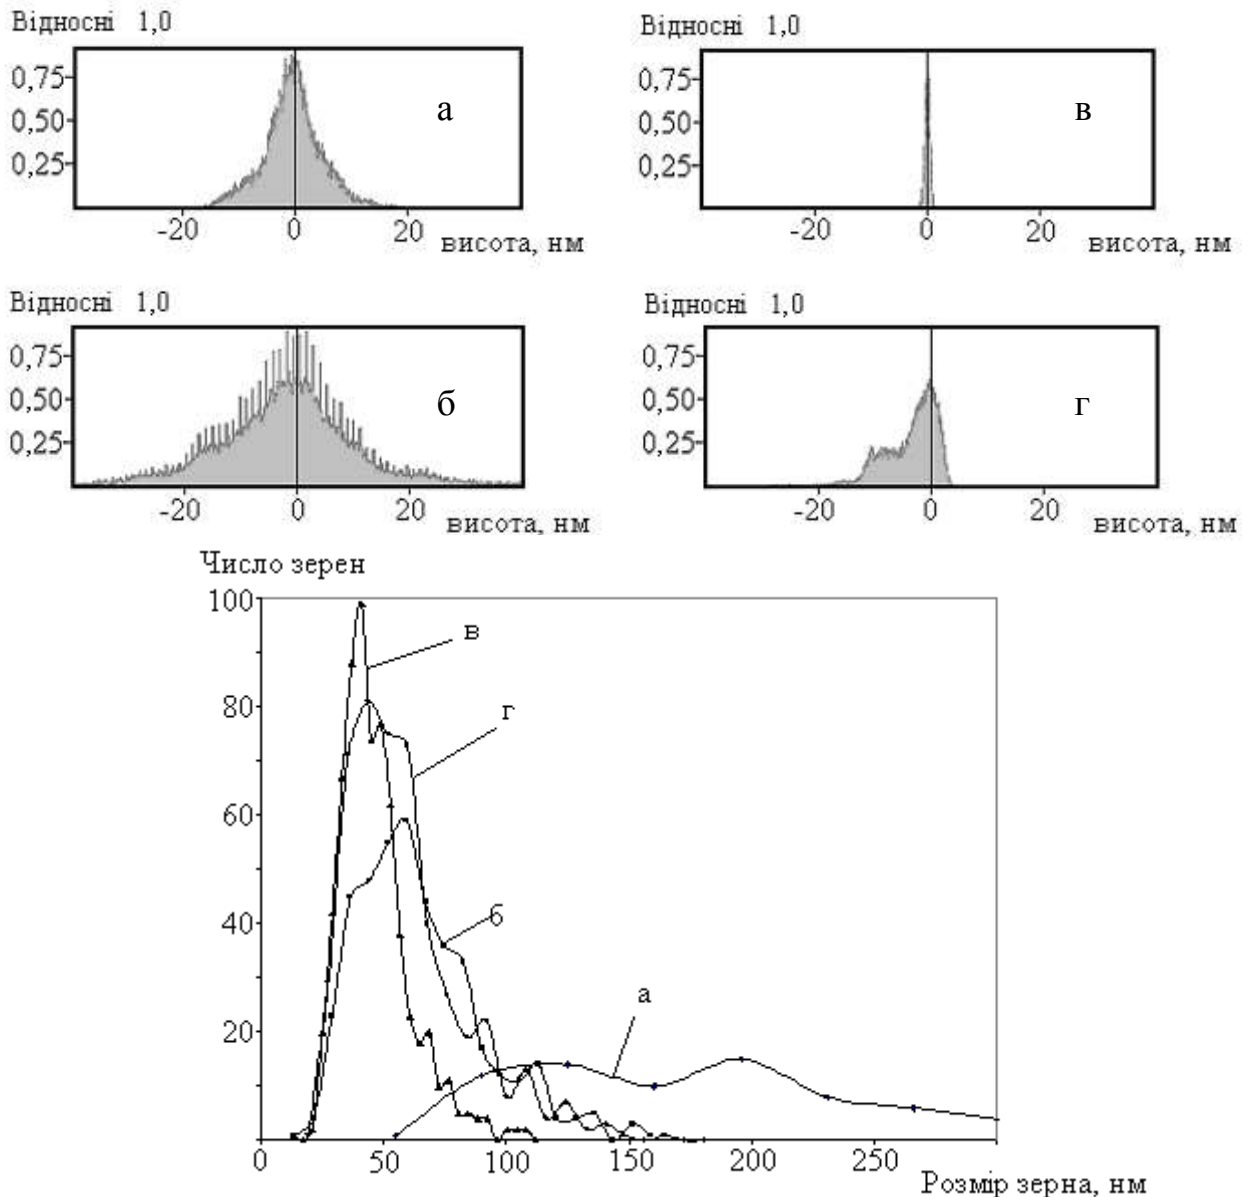 Відносні 1,0
0,75
0,50
0,25
а
-20 0 20
висота, нм
Відносні 1,0
0,75
0,50
0,25
в
-20 0 20
висота, нм
Відносні 1,0
0,75
0,50
0,25
б
-20 0 20
висота, нм
Відносні 1,0
0,75
0,50
0,25
г
-20 0 20
висота, нм
Число зерен
100
80
60
40
20
в
г
б
а
0 50 100 150 200 250
Розмір зерна, нм